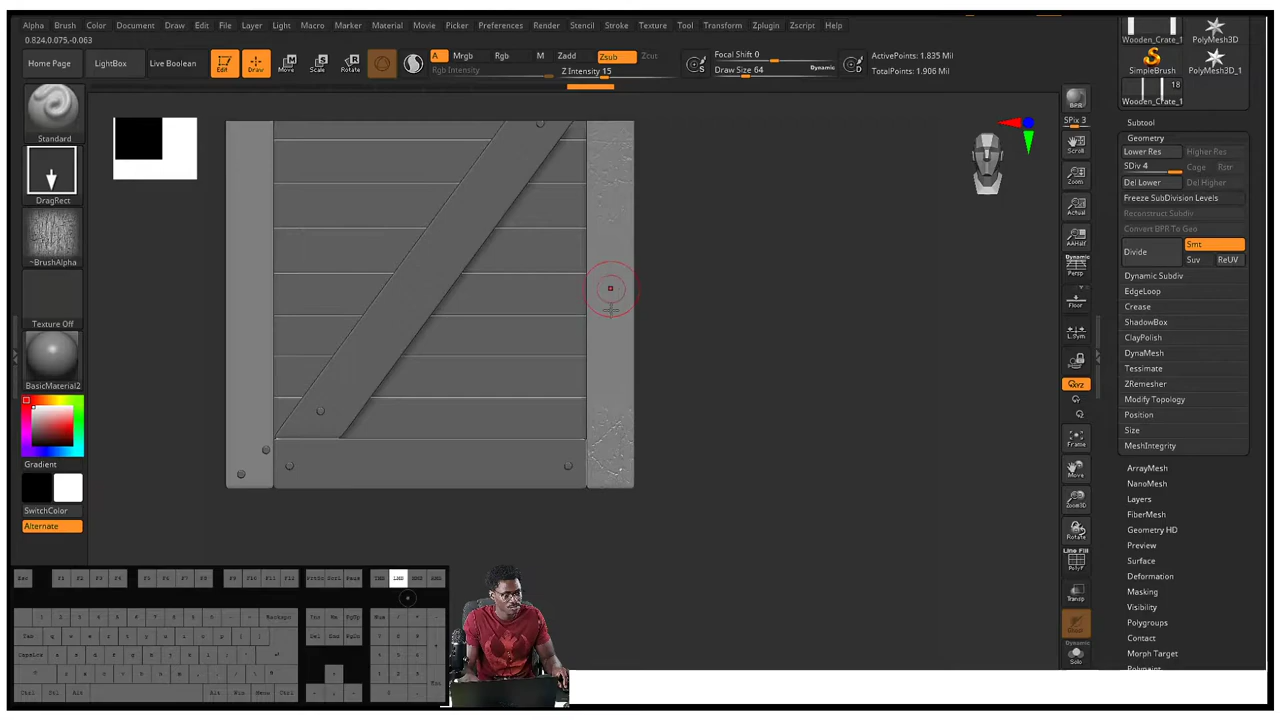 Alpha Brush Color Document Draw Edit File Layer Light Macro Marker Material Movie Picker Preferences Render Stencil Stroke Texture Tool Transform Zplugin Zscript Help
0.824,0.075,-0.063
Home Page LightBox Live Boolean
Edit Draw Move Scale Rotate
A Mrgb Rgb M Zadd Zsub Zcut
Rgb Intensity Z Intensity 15
Focal Shift 0
Draw Size 64 Dynamic
ActivePoints: 1.835 Mil
TotalPoints: 1.906 Mil
Standard
DragRect
~BrushAlpha
Texture Off
BasicMaterial2
Gradient
SwitchColor
Alternate
BPR
SPix 3
Scroll
Zoom
Actual
AAHalf
Dynamic
Persp
Floor
L.Sym
Frame
Move
Zoom3D
Rotate
Line Fill
PolyF
Transp
Ghost
Dynamic
Solo
Wooden_Crate_1 PolyMesh3D
SimpleBrush PolyMesh3D_1
18
Wooden_Crate_1
Subtool
Geometry
Lower Res Higher Res
SDiv 4 Cage Rstr
Del Lower Del Higher
Freeze SubDivision Levels
Reconstruct Subdiv
Convert BPR To Geo
Divide Smt
Suv ReUV
Dynamic Subdiv
EdgeLoop
Crease
ShadowBox
ClayPolish
DynaMesh
Tessimate
ZRemesher
Modify Topology
Position
Size
MeshIntegrity
ArrayMesh
NanoMesh
Layers
FiberMesh
Geometry HD
Preview
Surface
Deformation
Masking
Visibility
Polygroups
Contact
Morph Target
Polypaint